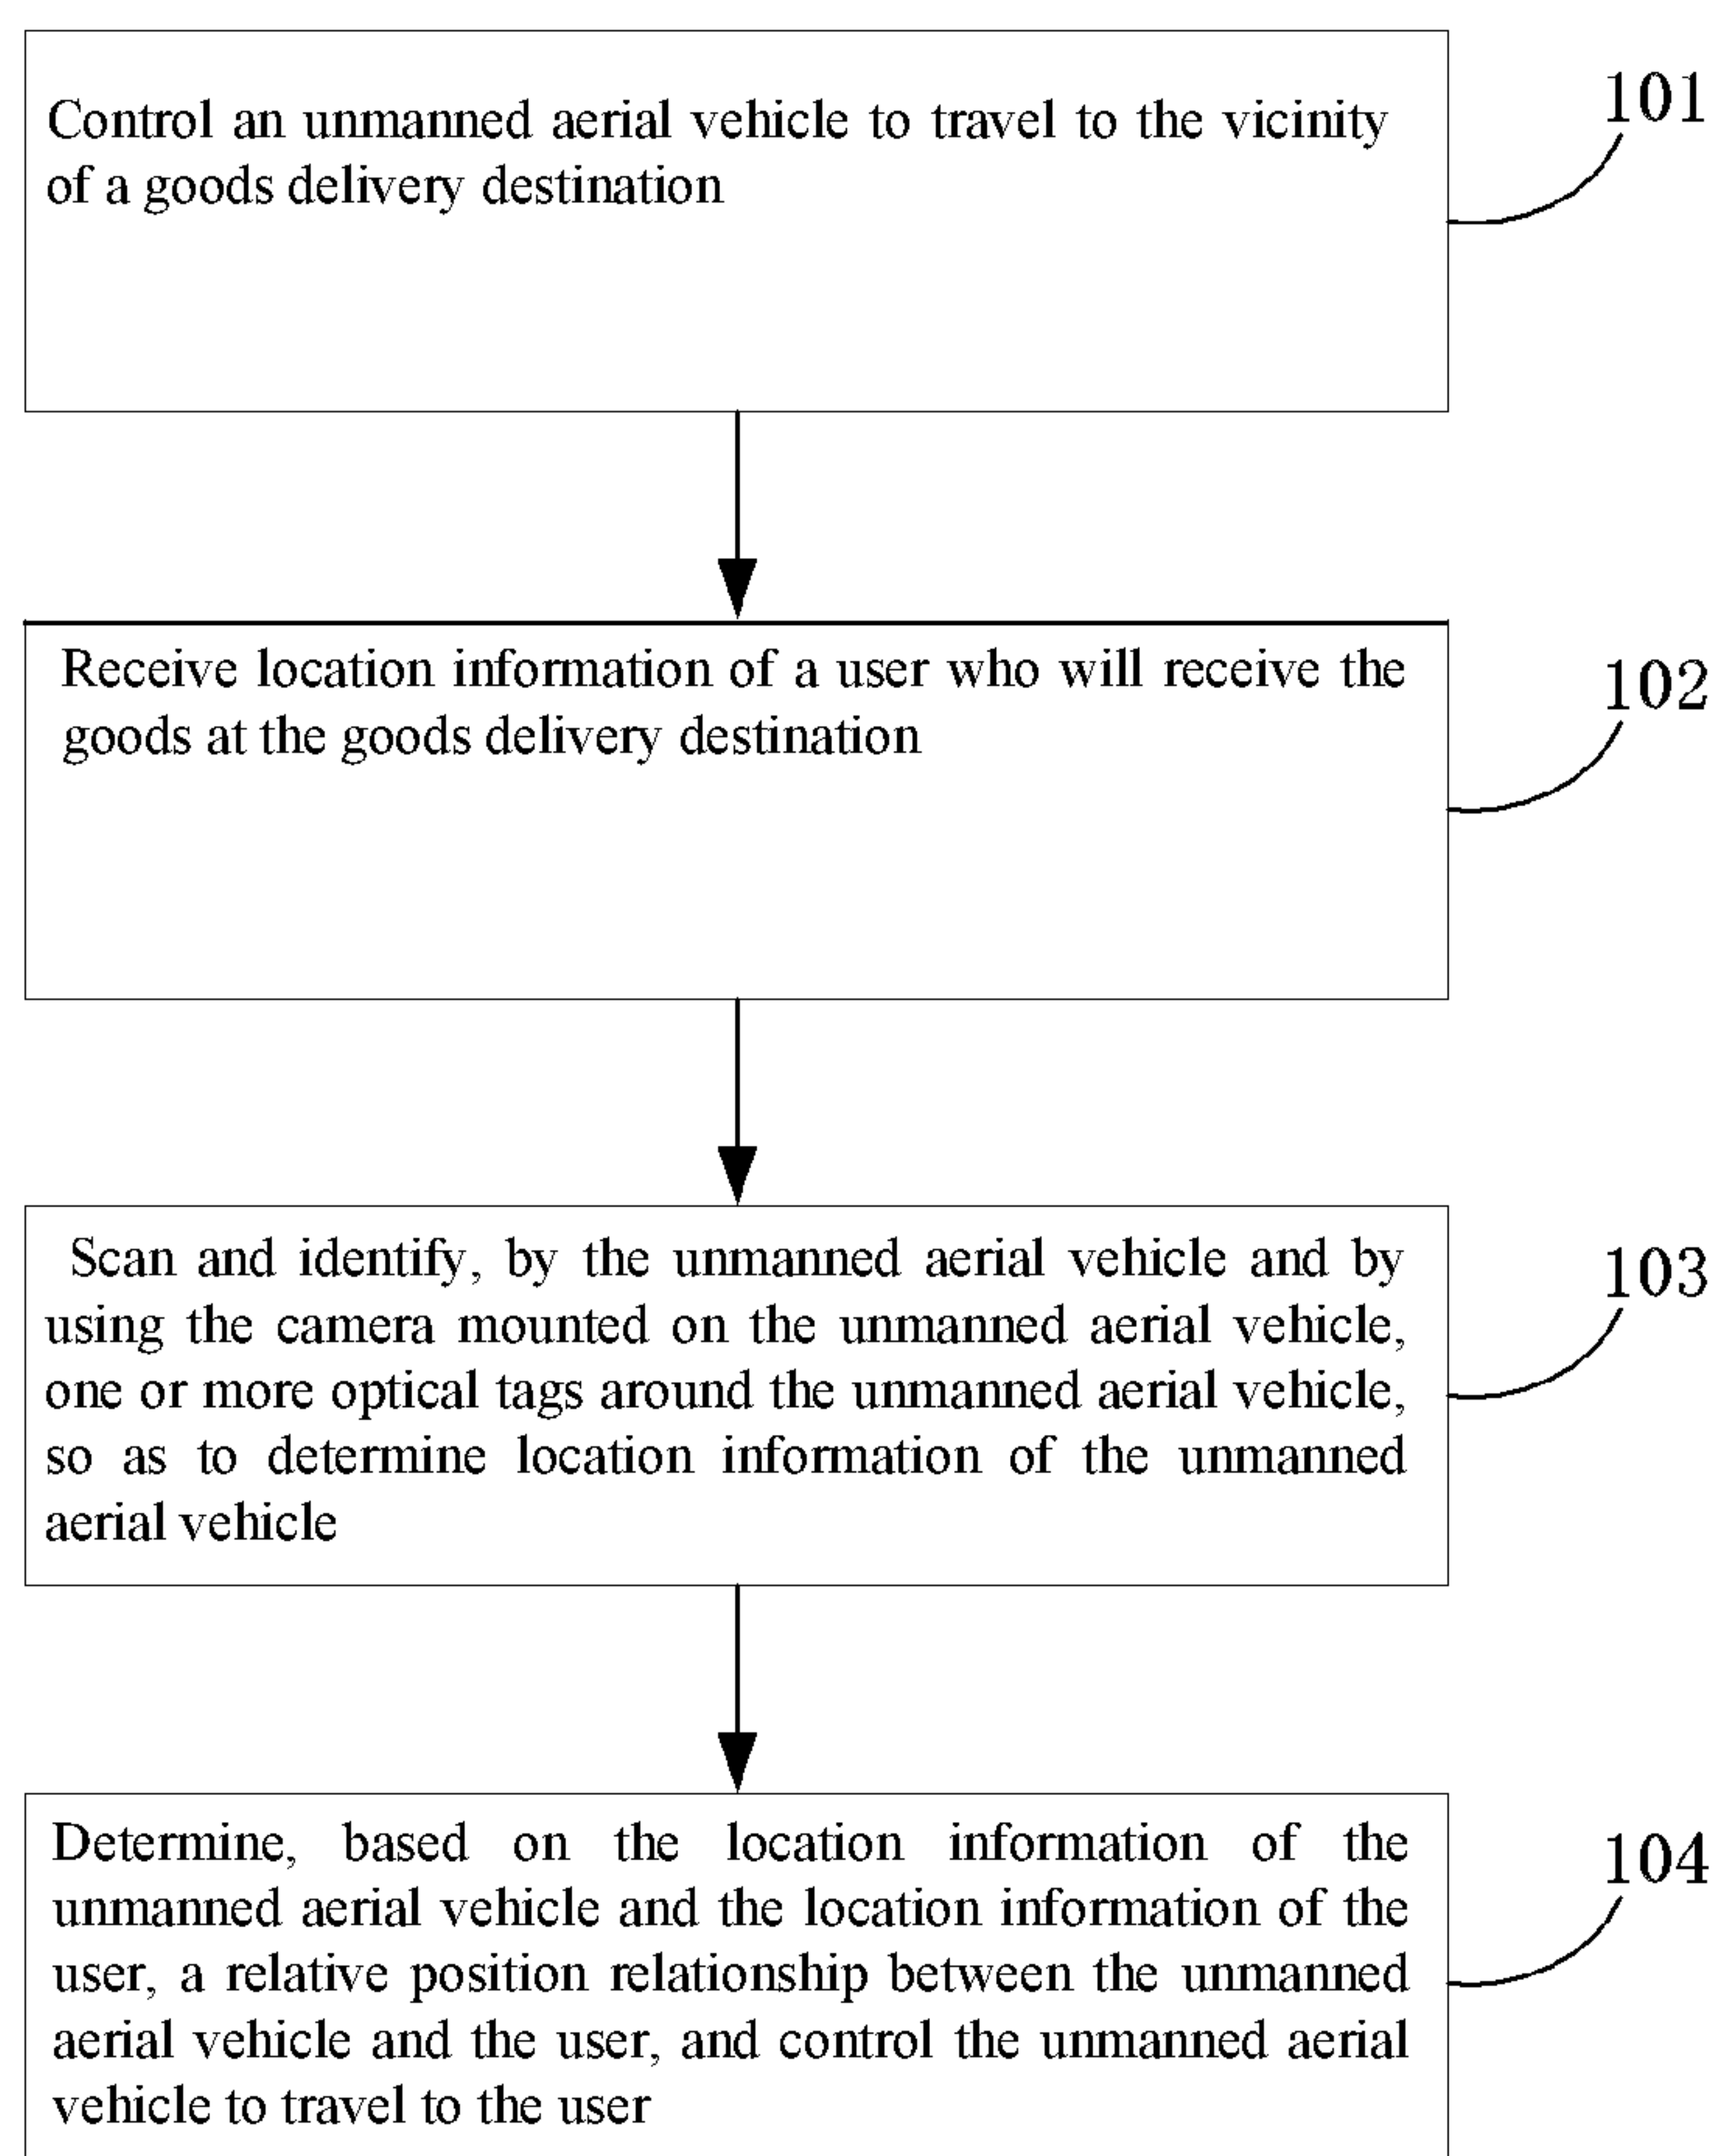 Control an unmanned aerial vehicle to travel to the vicinity
of a goods delivery destination
101
Receive location information of a user who will receive the
goods at the goods delivery destination
102
Scan and identify, by the unmanned aerial vehicle and by
using the camera mounted on the unmanned aerial vehicle,
one or more optical tags around the unmanned aerial vehicle,
so as to determine location information of the unmanned
aerial vehicle
103
Determine, based on the location information of the
unmanned aerial vehicle and the location information of the
user, a relative position relationship between the unmanned
aerial vehicle and the user, and control the unmanned aerial
vehicle to travel to the user
104